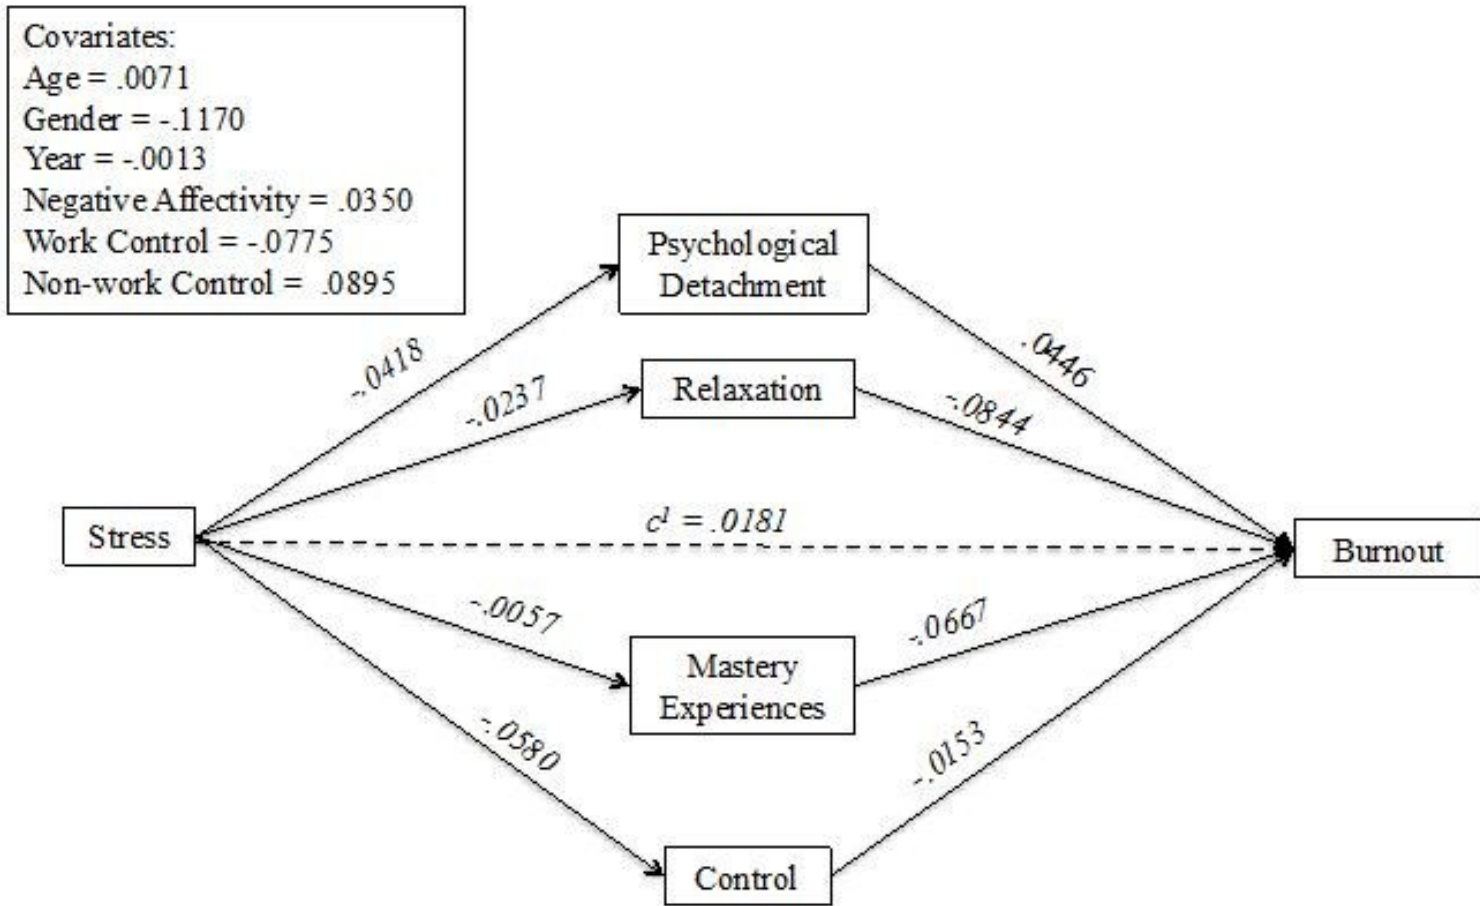 Covariates:
Age = .0071
Gender = -.1170
Year = -.0013
Negative Affectivity = .0350
Work Control = -.0775
Non-work Control = .0895
Psychological
Detachment
-.0418
.0446
Relaxation
-.0237
-.0844
Stress
c¹ = .0181
Burnout
-.0057
-.0667
Mastery
Experiences
-.0580
-.0153
Control